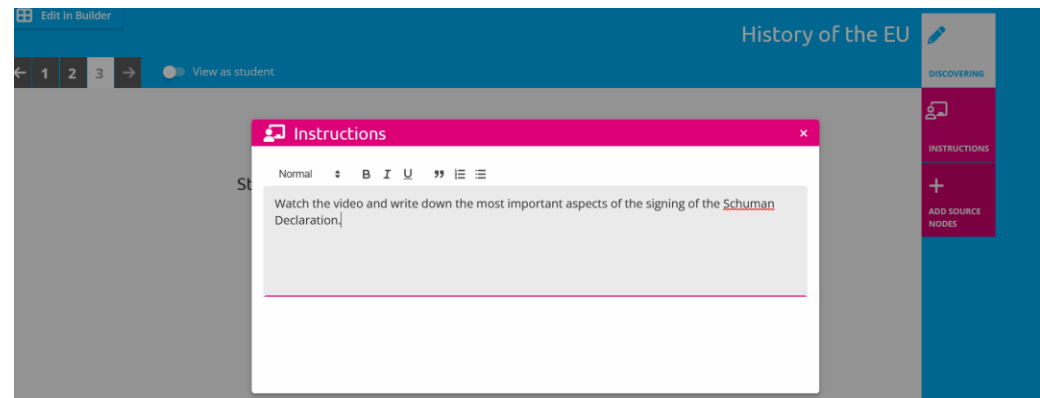 Edit in Builder
History of the EU
1 2 3
View as student
DISCOVERING
INSTRUCTIONS
ADD SOURCE
NODES
St
Instructions
Normal B I U
Watch the video and write down the most important aspects of the signing of the Schuman
Declaration.